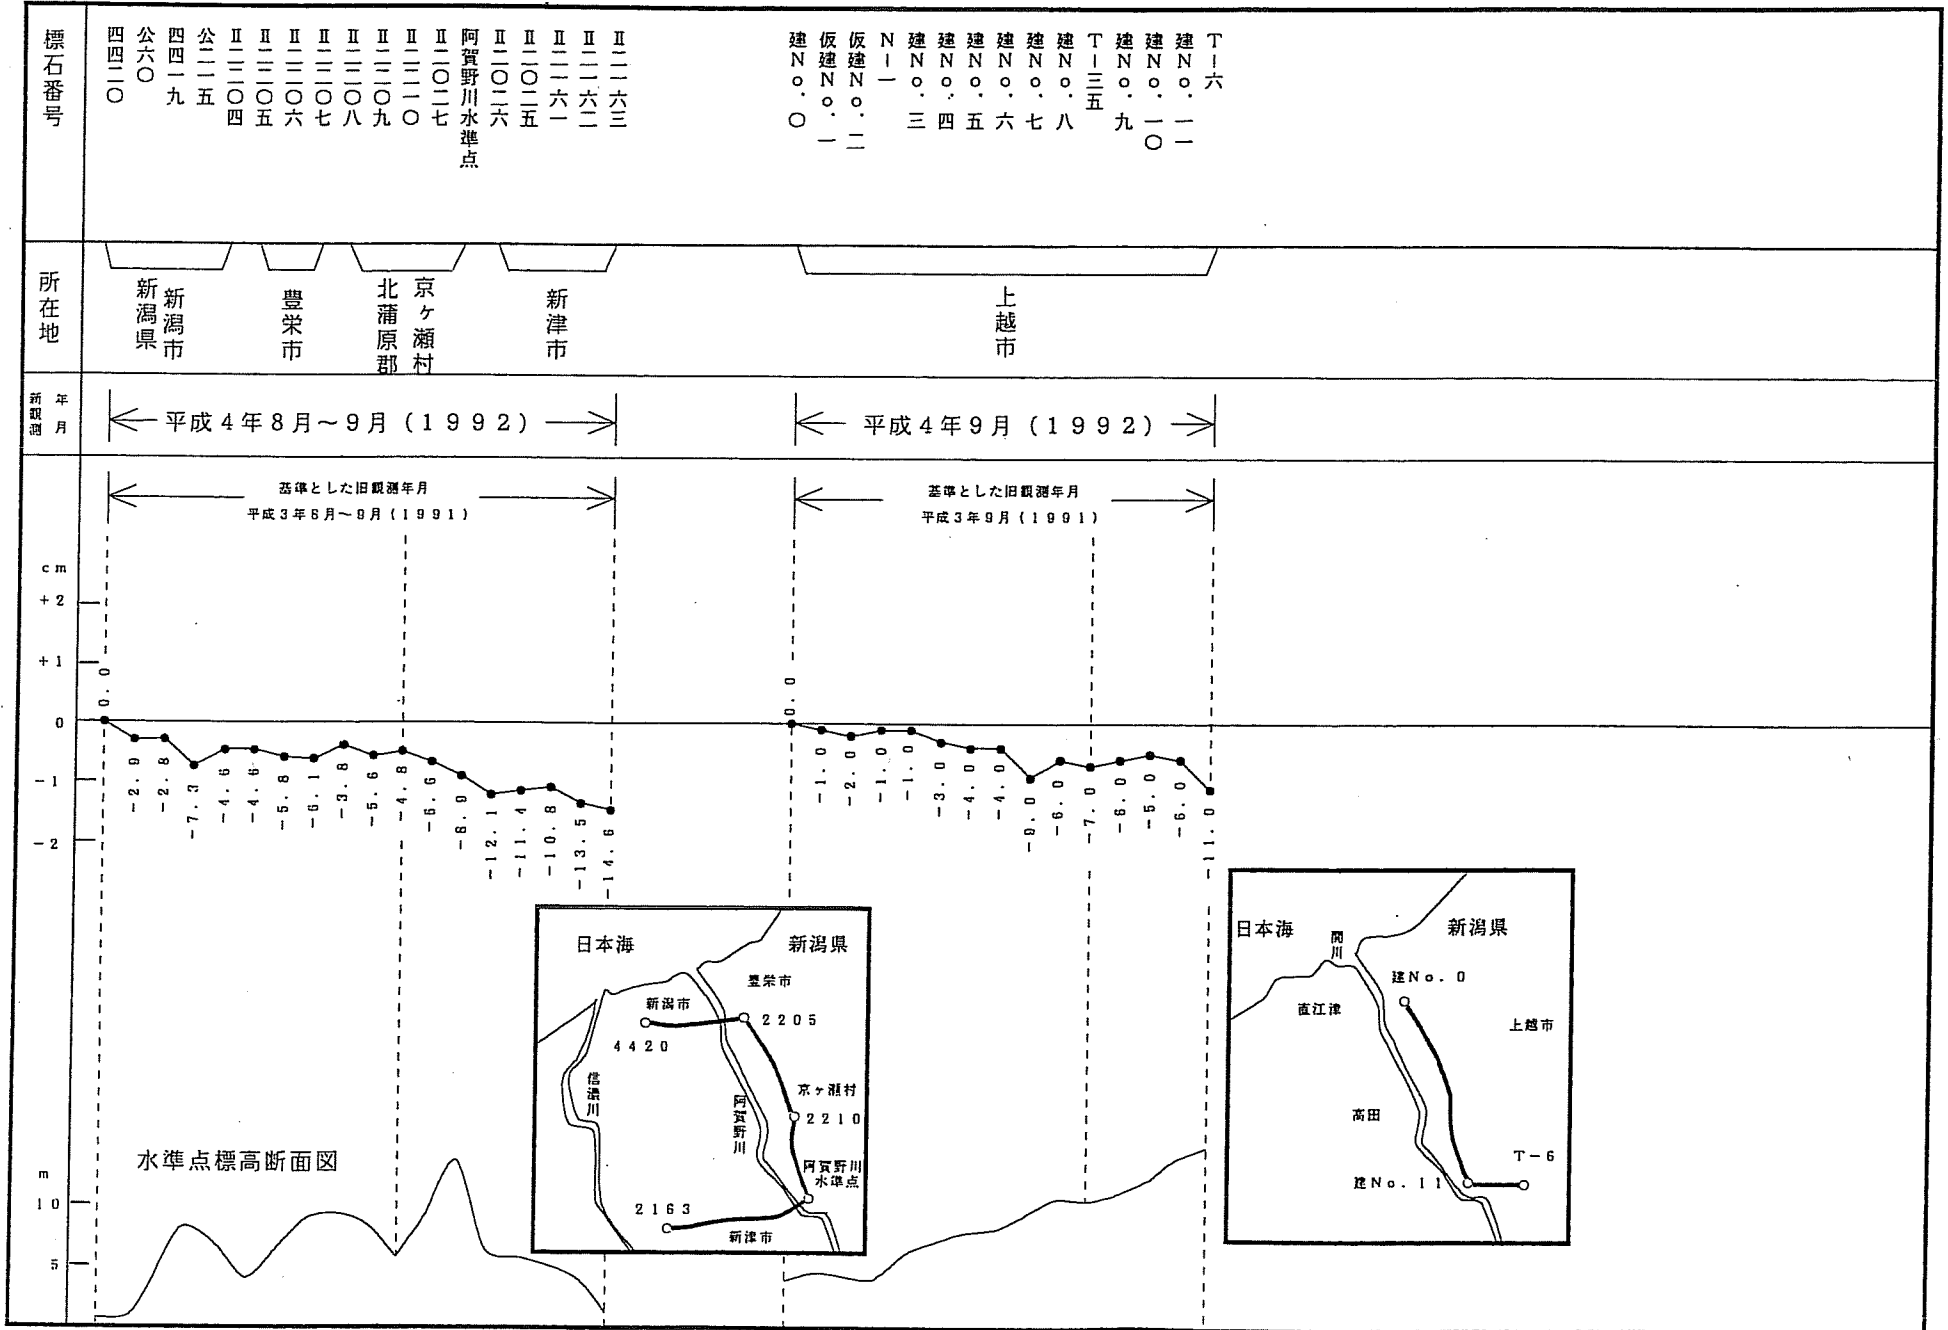 標石番号
四四二〇
公六〇
四四一九
公二一五
Ⅱ二二〇四
Ⅱ二二〇五
Ⅱ二二〇六
Ⅱ二二〇七
Ⅱ二二〇八
Ⅱ二二〇九
Ⅱ二二一〇
Ⅱ二〇二七
阿賀野川水準点
Ⅱ二〇二六
Ⅱ二〇二五
Ⅱ二一六一
Ⅱ二一六二
Ⅱ二一六三
建No.〇
仮建No.一
仮建No.二
N-一
建No.三
建No.四
建No.五
建No.六
建No.七
建No.八
T-三五
建No.九
建No.一〇
建No.一一
T-六
所在地
新潟県
新潟市
豊栄市
北蒲原郡
京ヶ瀬村
新津市
上越市
新観測
年月
平成4年8月～9月(1992)
平成4年9月(1992)
基準とした旧観測年月
平成3年8月～9月(1991)
基準とした旧観測年月
平成3年9月(1991)
cm
+2
+1
0
-1
-2
0.0
-2.9
-2.8
-7.3
-4.6
-4.6
-5.8
-6.1
-3.8
-5.6
-4.8
-6.6
-8.9
-12.1
-11.4
-10.8
-13.5
-14.6
0.0
-1.0
-2.0
-1.0
-1.0
-3.0
-4.0
-4.0
-9.0
-6.0
-7.0
-6.0
-5.0
-6.0
-11.0
水準点標高断面図
m
10
5
日本海
新潟県
豊栄市
新潟市
2205
4420
信濃川
阿賀野川
京ヶ瀬村
2210
阿賀野川
水準点
2163
新津市
日本海
関川
新潟県
建No.0
直江津
上越市
高田
T-6
建No.11